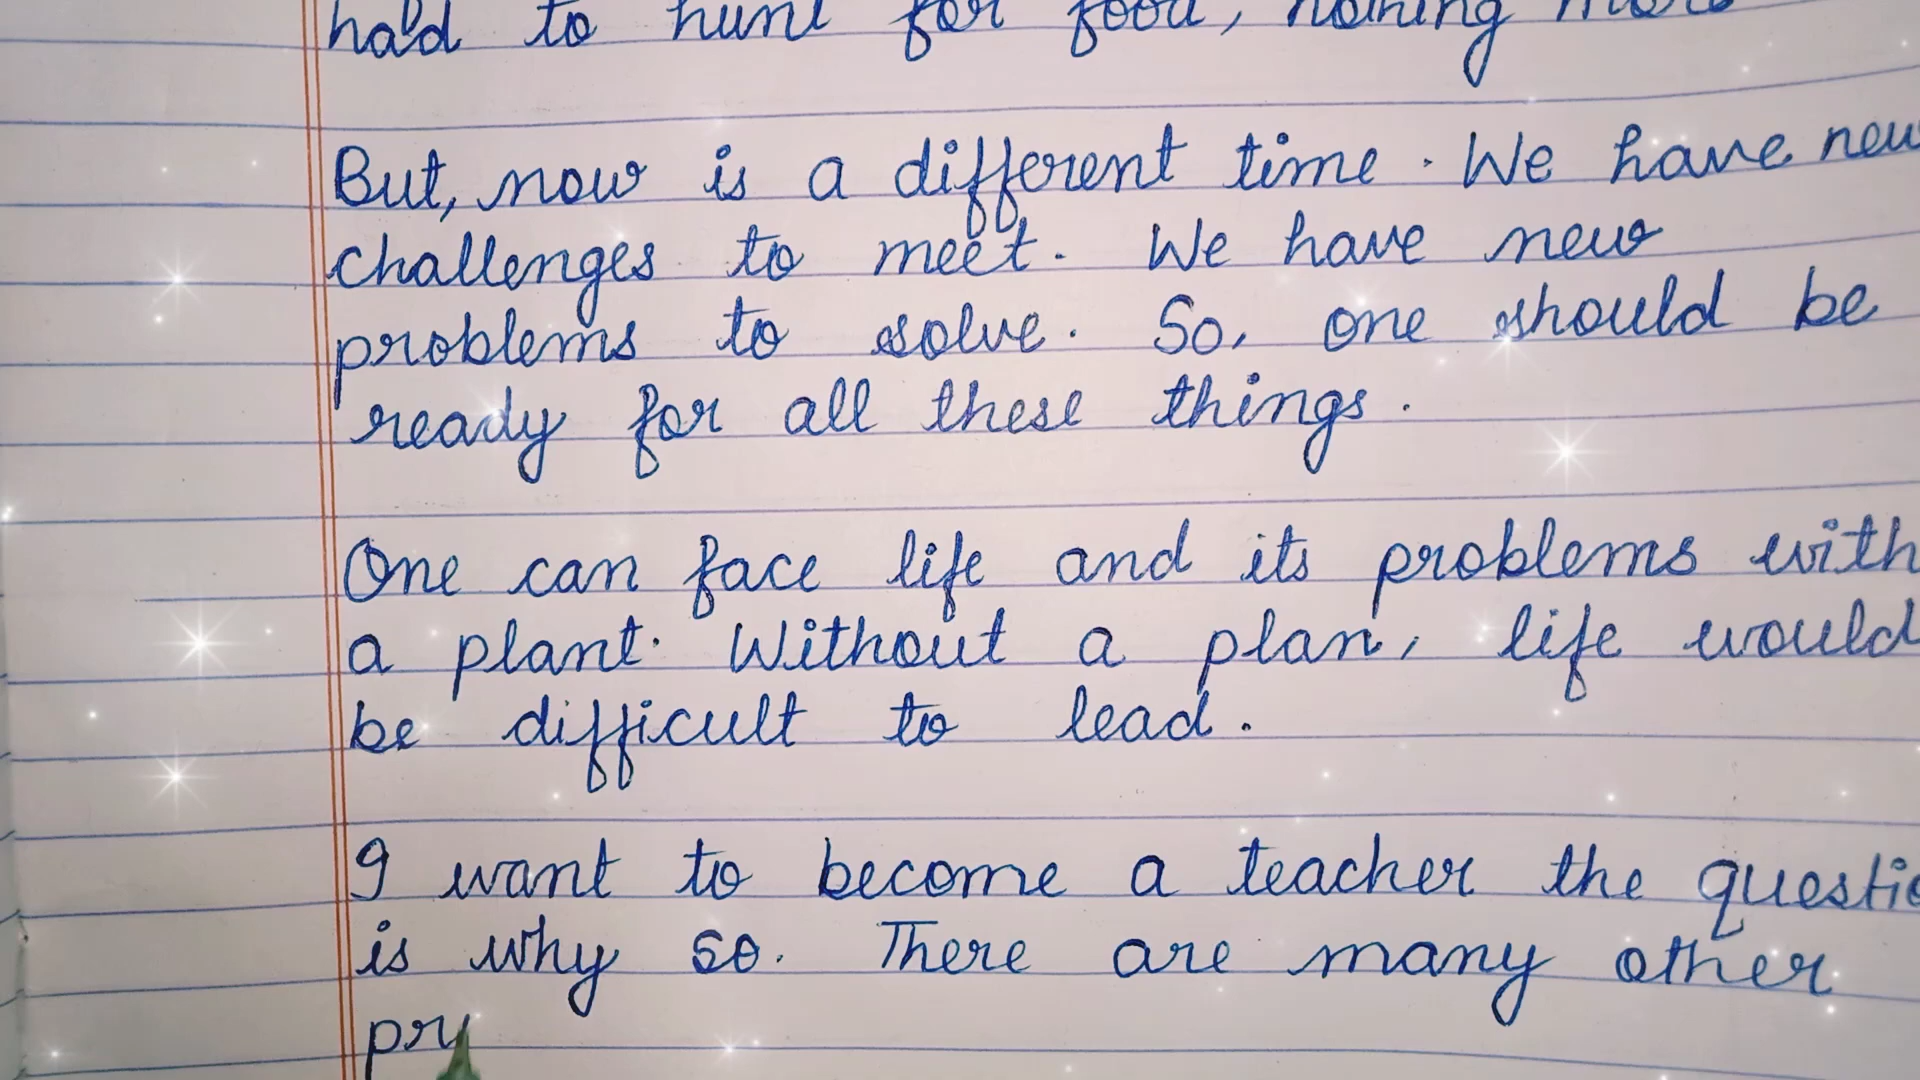 had to hunt for food, nothing more
But, now is a different time. We have new
challenges to meet. We have new
problems to solve. So, one should be
ready for all these things.
One can face life and its problems with
a plant. Without a plan, life would
be difficult to lead.
I want to become a teacher the questio
is why so. There are many other
pr